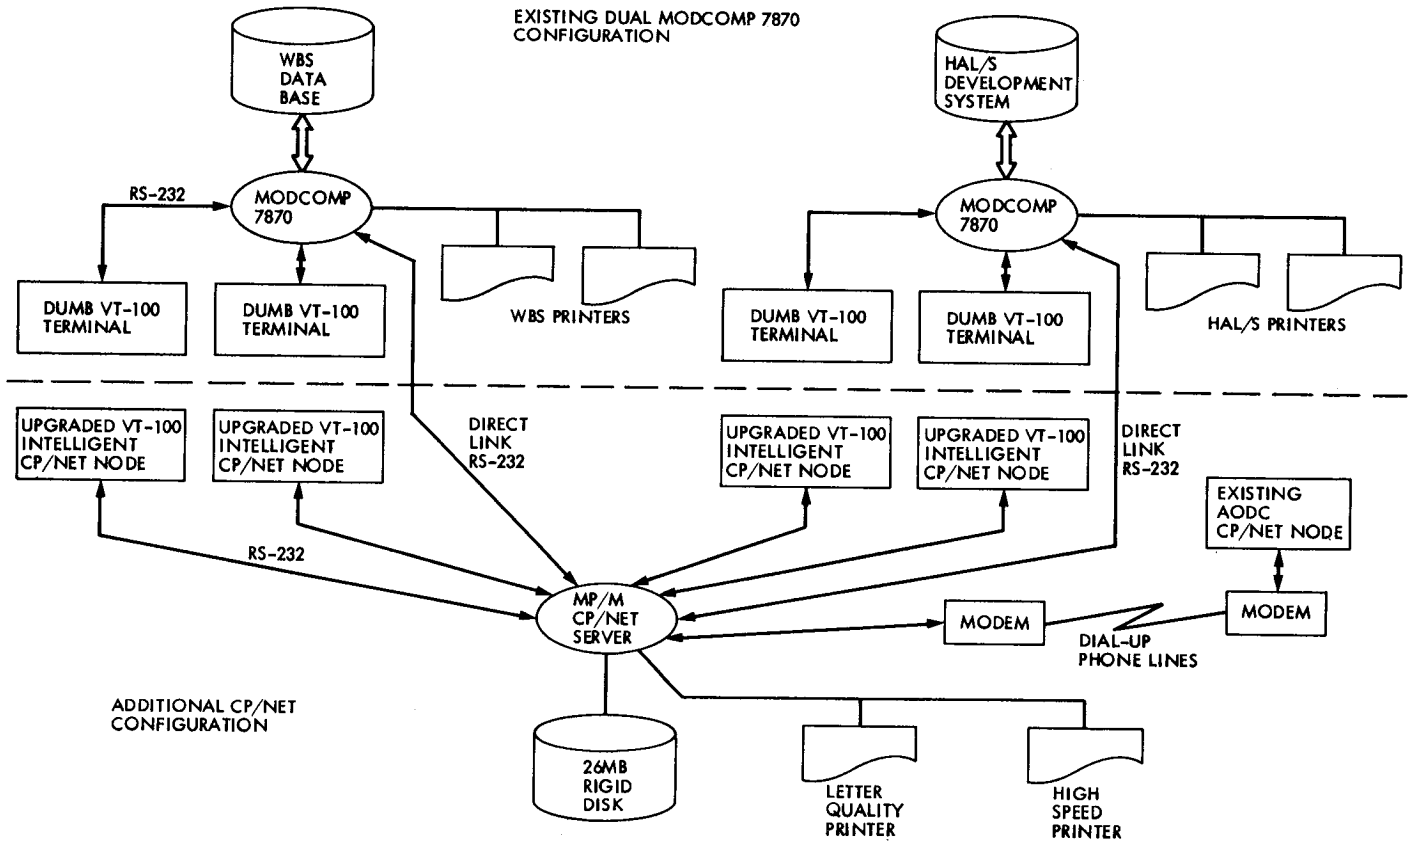 EXISTING DUAL MODCOMP 7870
CONFIGURATION
WBS
DATA
BASE
HAL/S
DEVELOPMENT
SYSTEM
RS-232
MODCOMP
7870
MODCOMP
7870
DUMB VT-100
TERMINAL
DUMB VT-100
TERMINAL
WBS PRINTERS
DUMB VT-100
TERMINAL
DUMB VT-100
TERMINAL
HAL/S PRINTERS
UPGRADED VT-100
INTELLIGENT
CP/NET NODE
UPGRADED VT-100
INTELLIGENT
CP/NET NODE
DIRECT
LINK
RS-232
UPGRADED VT-100
INTELLIGENT
CP/NET NODE
UPGRADED VT-100
INTELLIGENT
CP/NET NODE
DIRECT
LINK
RS-232
EXISTING
AODC
CP/NET NODE
RS-232
MP/M
CP/NET
SERVER
MODEM
MODEM
DIAL-UP
PHONE LINES
ADDITIONAL CP/NET
CONFIGURATION
26MB
RIGID
DISK
LETTER
QUALITY
PRINTER
HIGH
SPEED
PRINTER